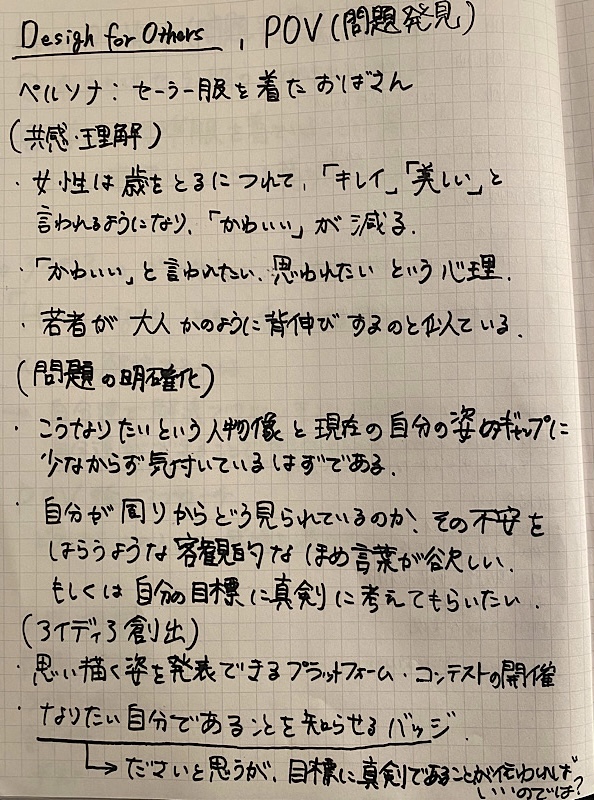 Design for Others , POV(問題発見)
ペルソナ: セーラー服を着たおばさん
(共感・理解)
・女性は歳をとるにつれて、「キレイ」「美しい」と
言われるようになり、「かわいい」が減る.
・「かわいい」と言われたい、思われたいという心理.
・若者が大人かのように背伸びするのと似ている.
(問題の明確化)
・こうなりたいという人物像と現在の自分の姿のギャップに
少なからず気付いているはずである.
・自分が周りからどう見られているのか、その不安を
はらうような客観的なほめ言葉が欲しい.
もしくは自分の目標に真剣に考えてもらいたい.
(アイディア創出)
・思い描く姿を発表できるプラットフォーム・コンテストの開催
・なりたい自分であることを知らせるバッジ.
→ださいと思うが、目標に真剣であることが伝わればいいのでは?